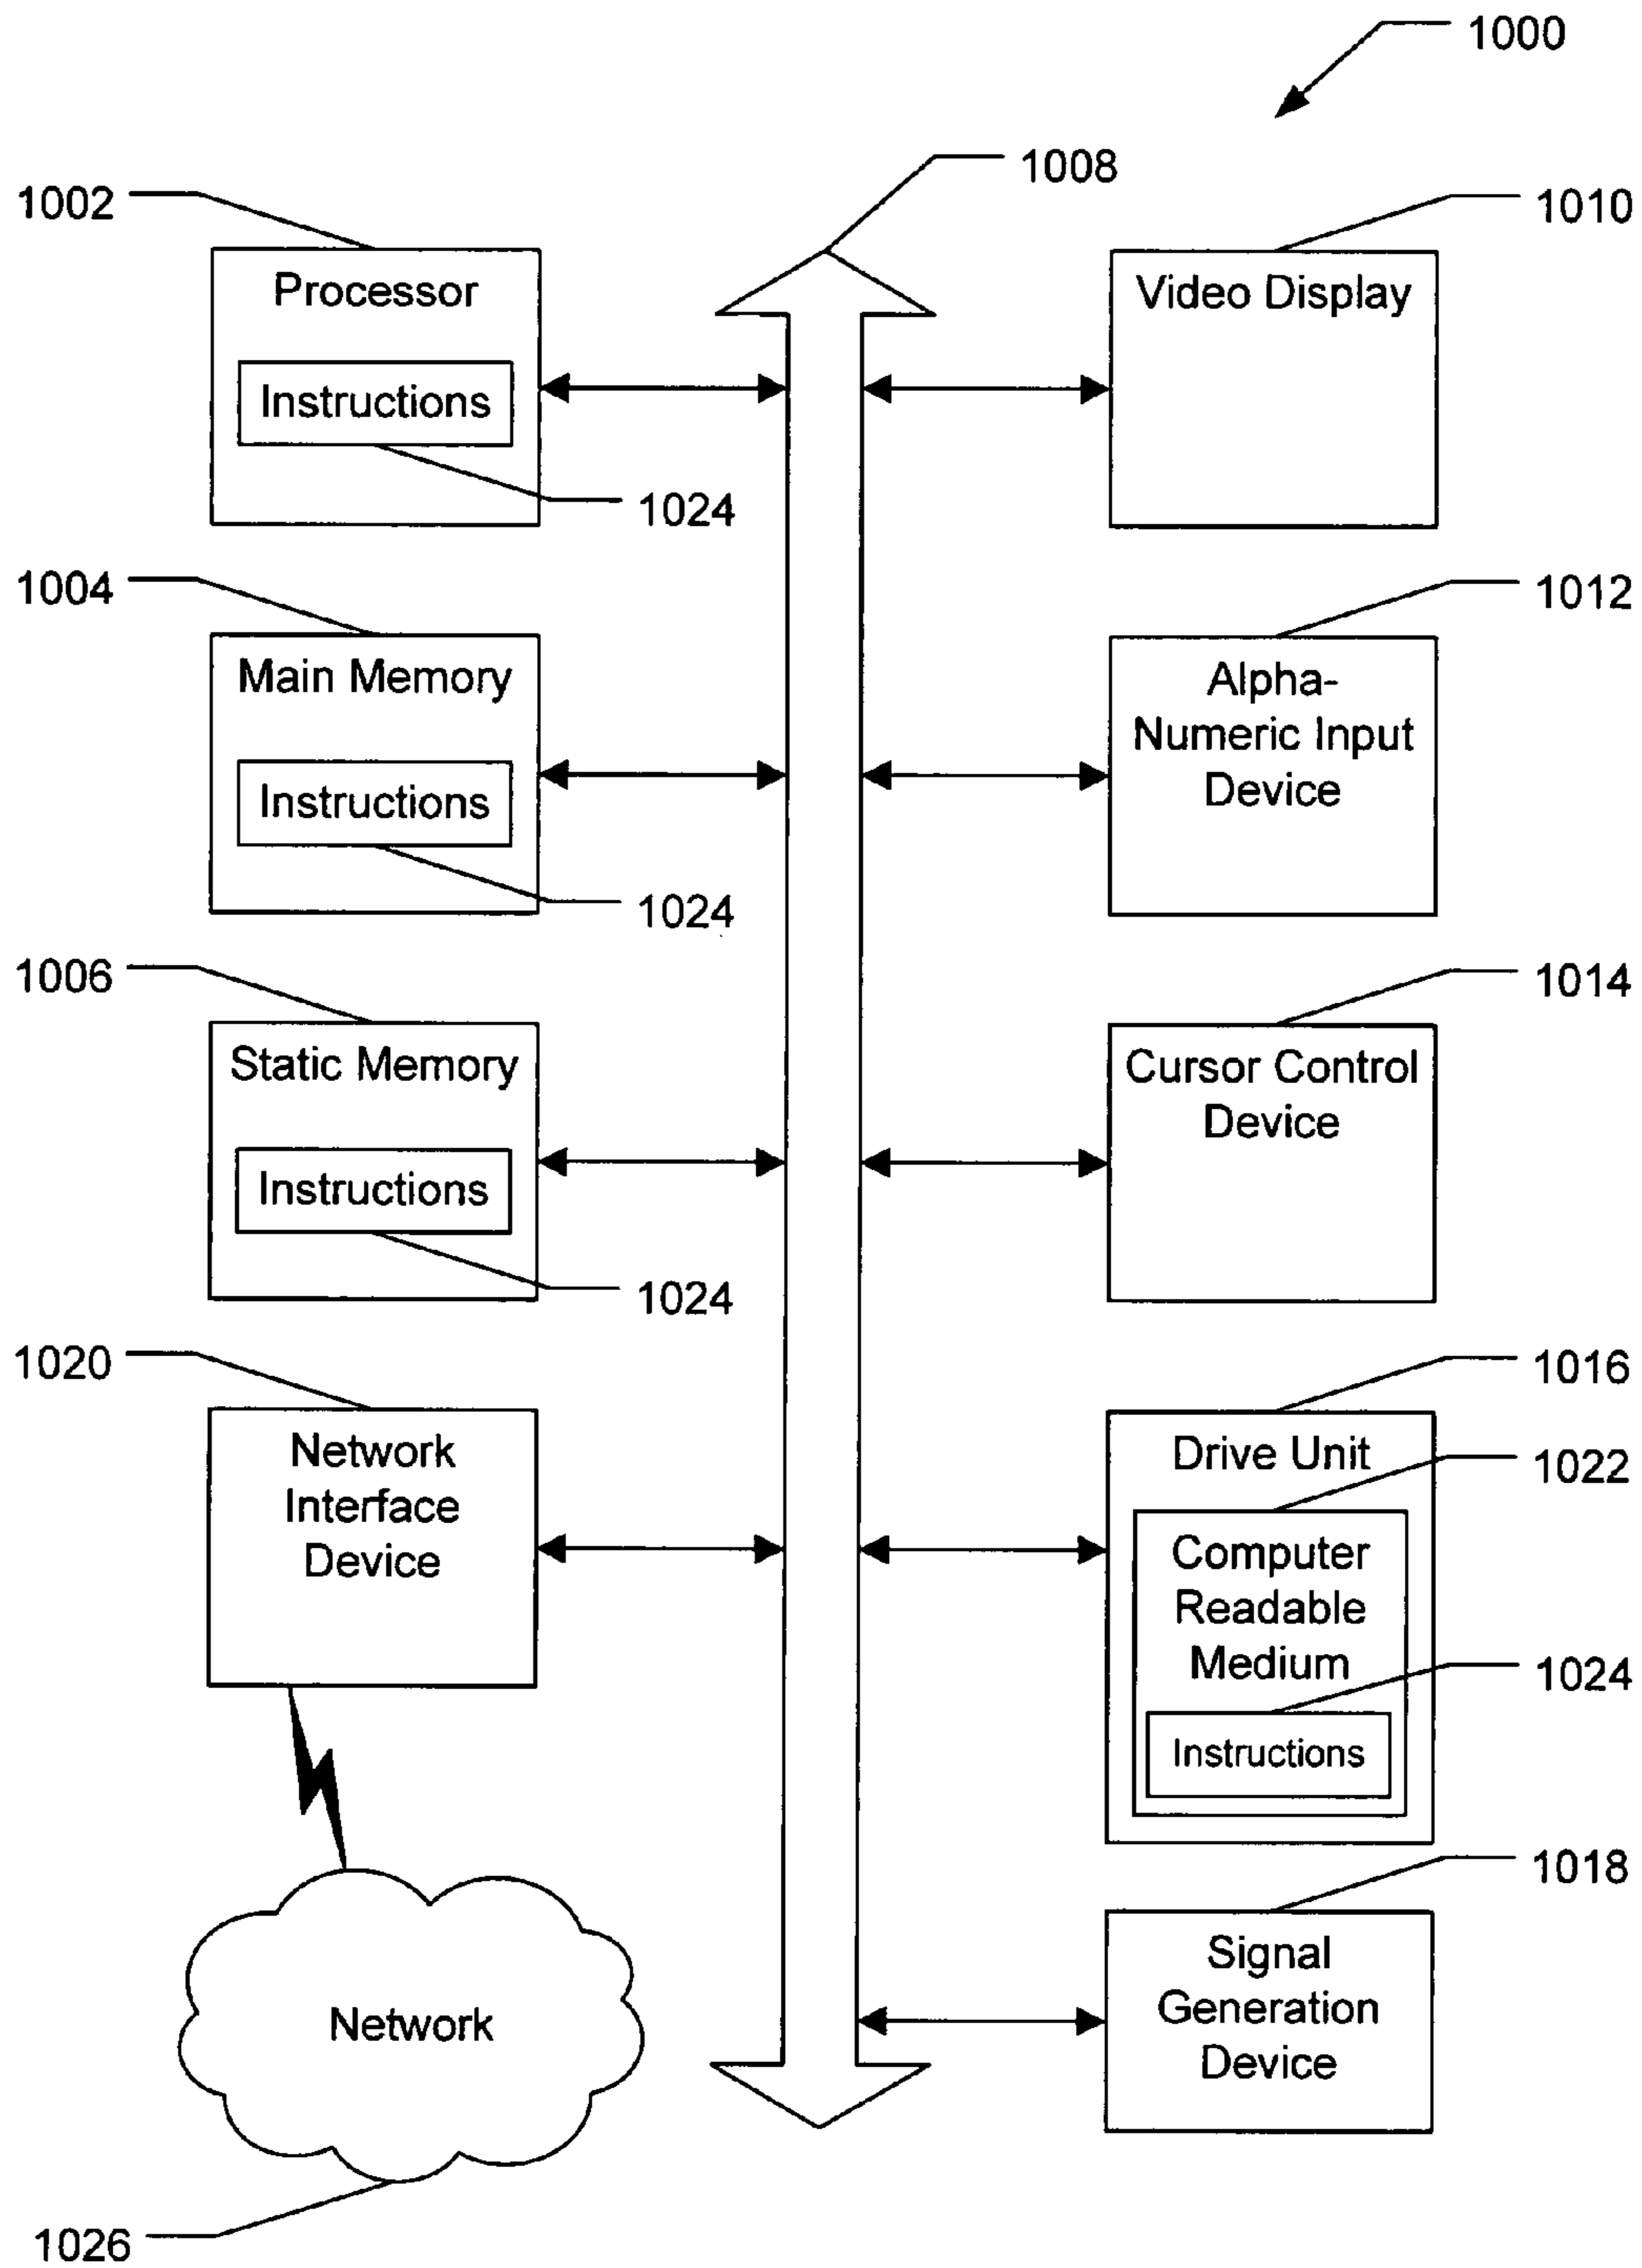 1000
1008
1002
1010
Processor
Instructions
1024
Video Display
1004
1012
Main Memory
Instructions
1024
Alpha-
Numeric Input
Device
1006
1014
Static Memory
Instructions
1024
Cursor Control
Device
1020
1016
Network
Interface
Device
Drive Unit
1022
Computer
Readable
Medium
1024
Instructions
1018
Signal
Generation
Device
Network
1026